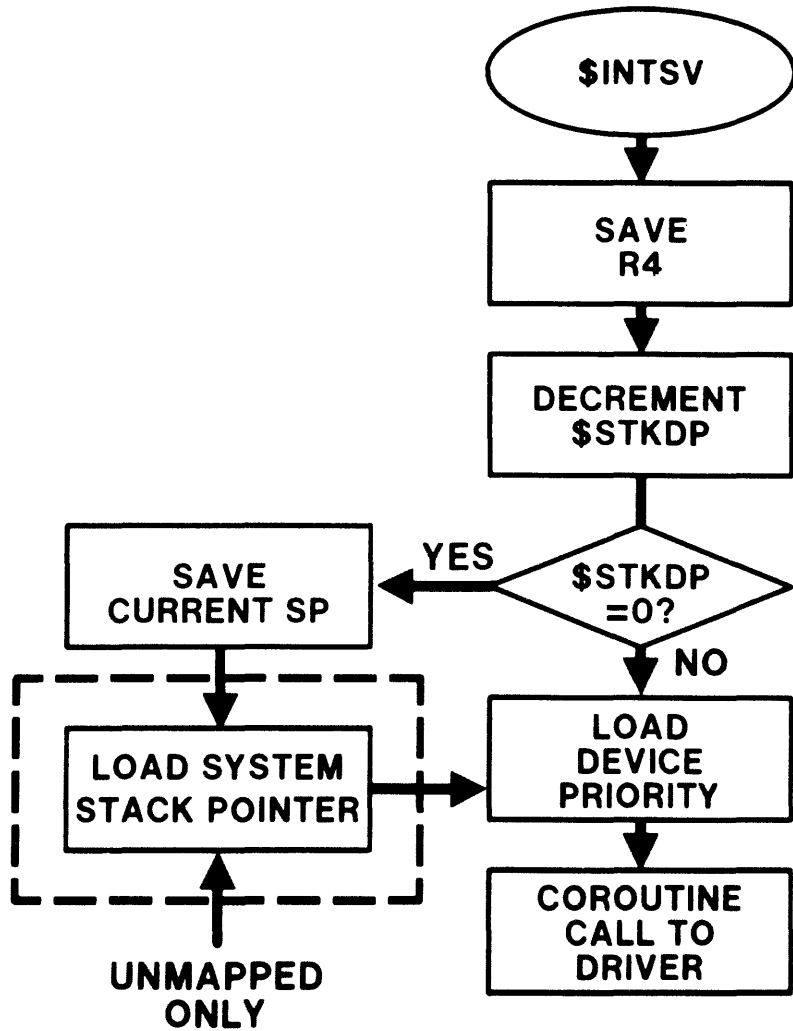 $INTSV
SAVE
R4
DECREMENT
$STKDP
$STKDP
=0?
YES
NO
SAVE
CURRENT SP
LOAD SYSTEM
STACK POINTER
UNMAPPED
ONLY
LOAD
DEVICE
PRIORITY
COROUTINE
CALL TO
DRIVER